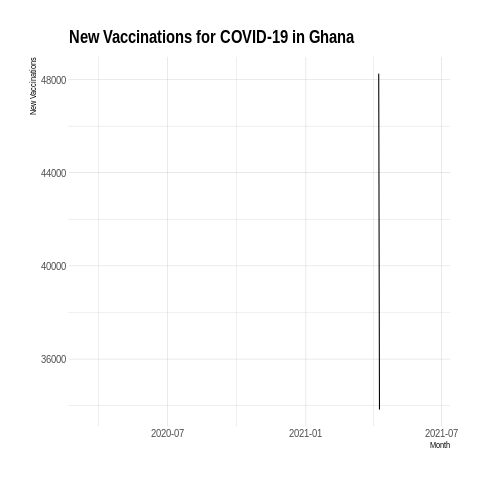 New Vaccinations for COVID-19 in Ghana
New Vaccinations
48000
44000
40000
36000
2020-07
2021-01
2021-07
Month